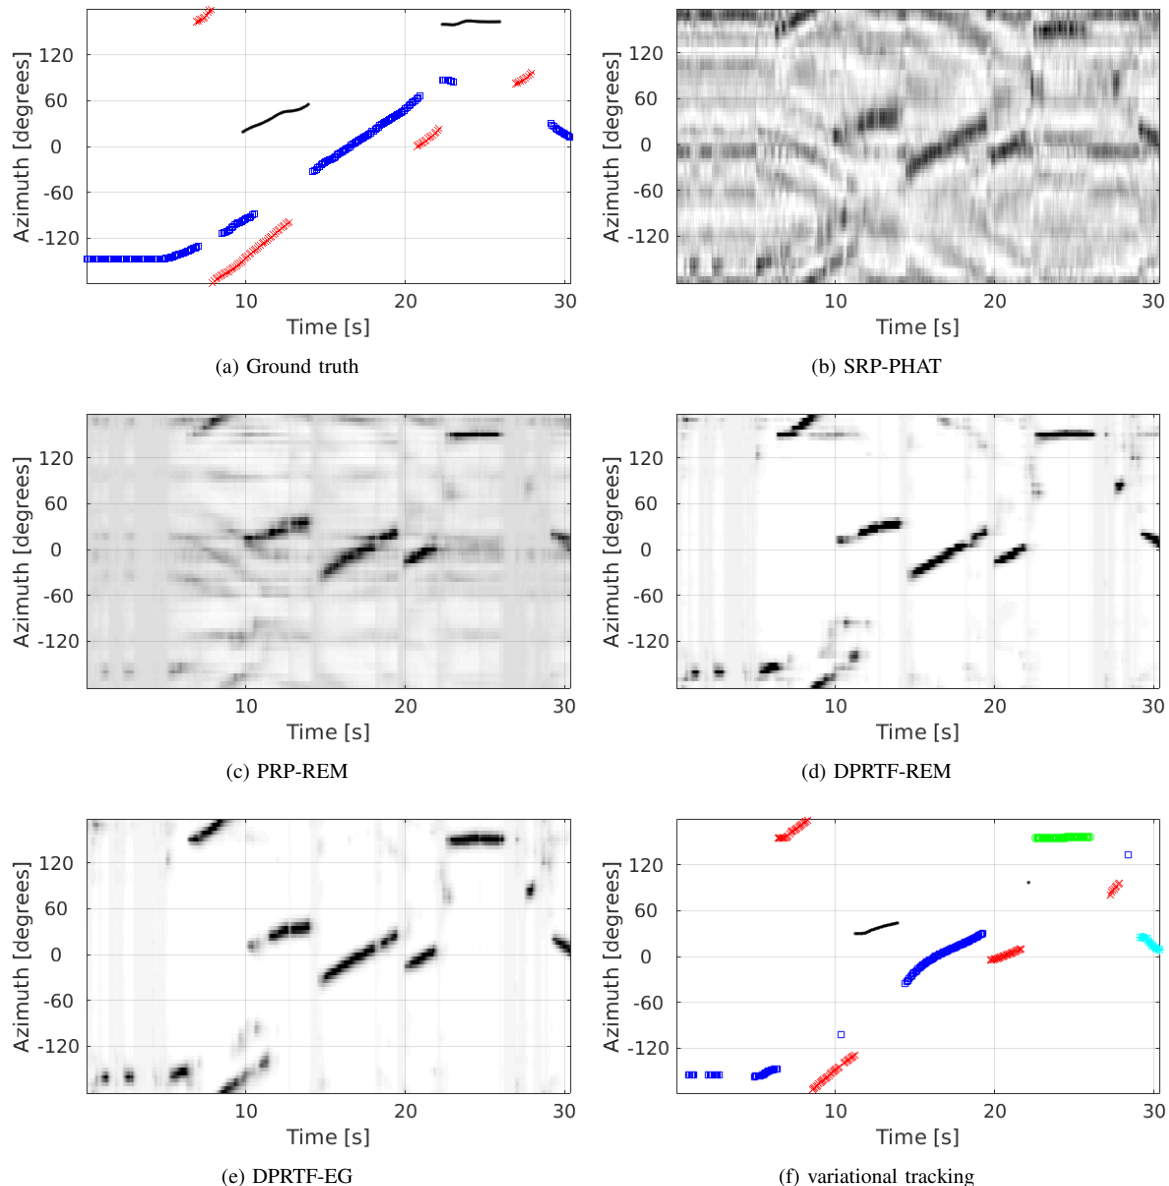 120
60
0
-60
-120
Azimuth [degrees]
10 20 30
Time [s]
(a) Ground truth
120
60
0
-60
-120
Azimuth [degrees]
10 20 30
Time [s]
(b) SRP-PHAT
120
60
0
-60
-120
Azimuth [degrees]
10 20 30
Time [s]
(c) PRP-REM
120
60
0
-60
-120
Azimuth [degrees]
10 20 30
Time [s]
(d) DPRTF-REM
120
60
0
-60
-120
Azimuth [degrees]
10 20 30
Time [s]
(e) DPRTF-EG
120
60
0
-60
-120
Azimuth [degrees]
10 20 30
Time [s]
(f) variational tracking